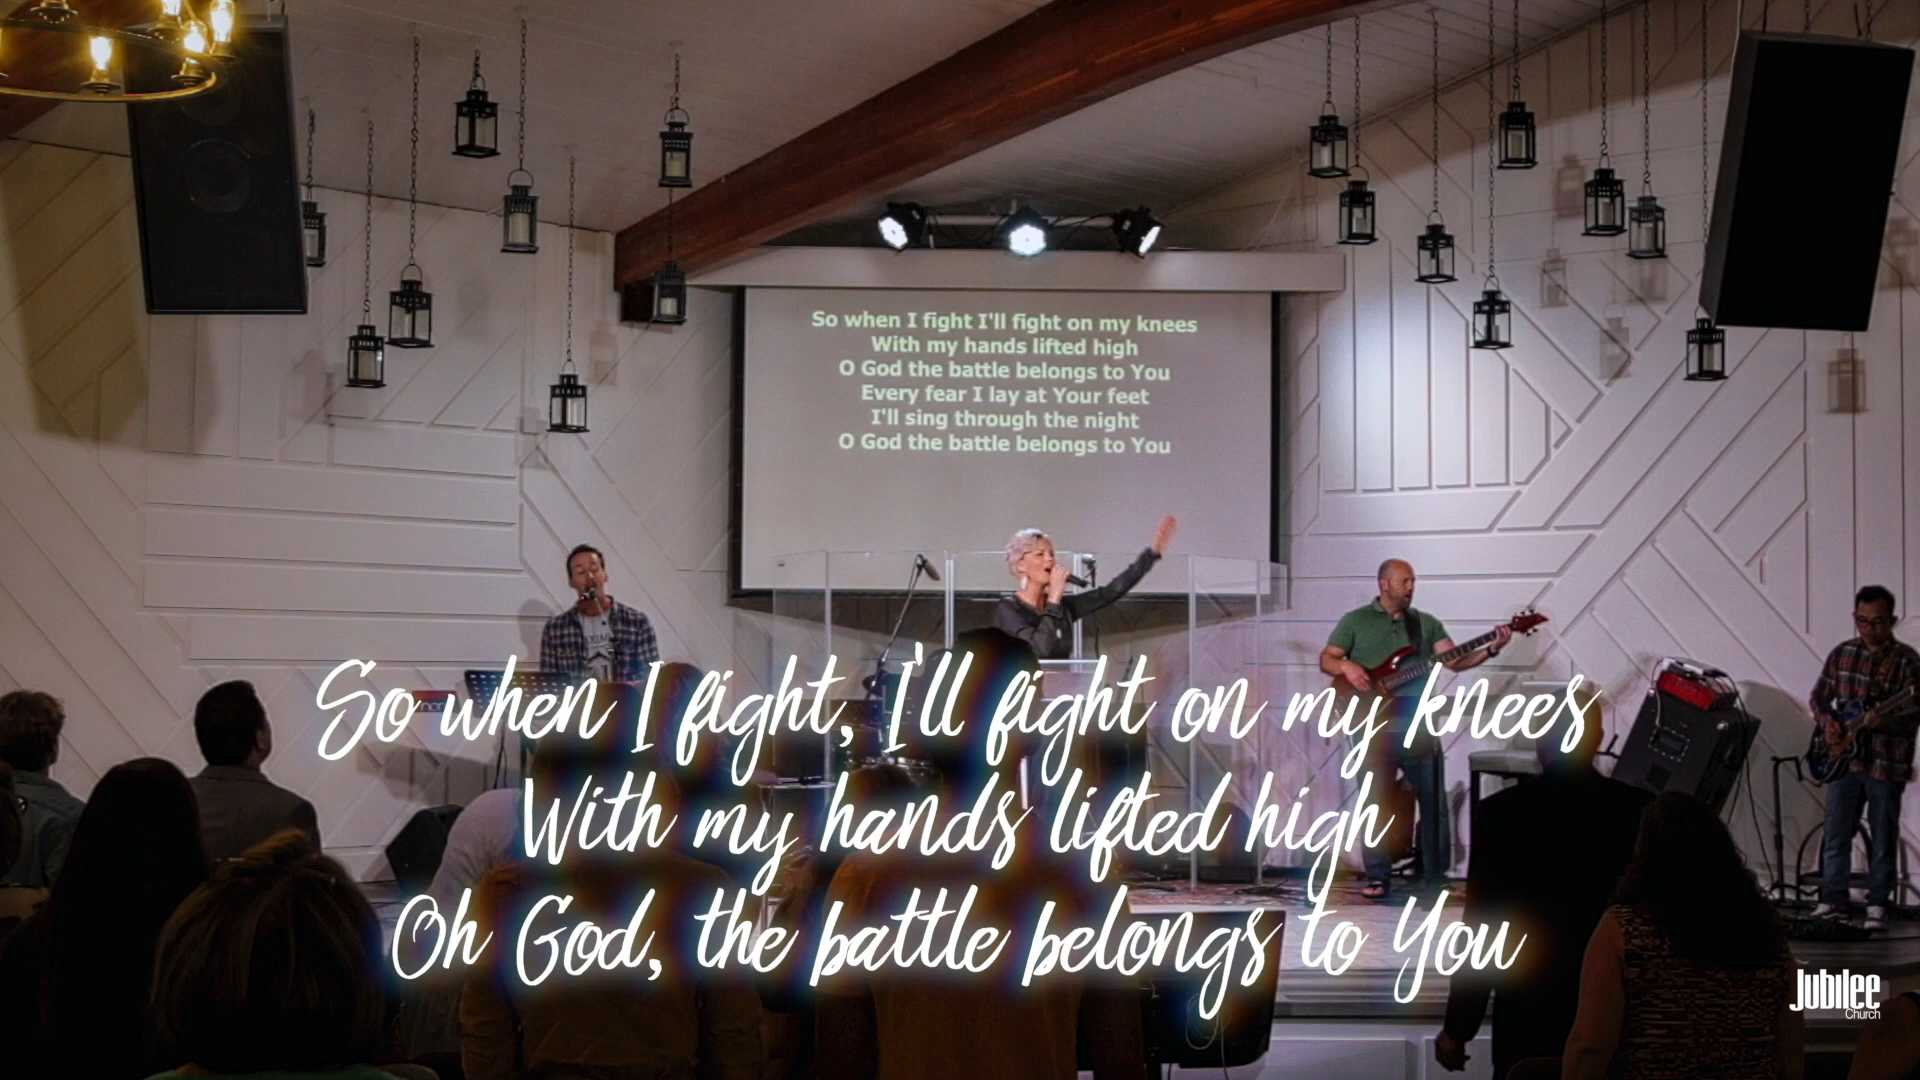 So when I fight I'll fight on my knees
With my hands lifted high
O God the battle belongs to You
Every fear I lay at Your feet
I'll sing through the night
O God the battle belongs to You
So when I fight, I'll fight on my knees
With my hands lifted high
Oh God, the battle belongs to You
Jubilee
Church